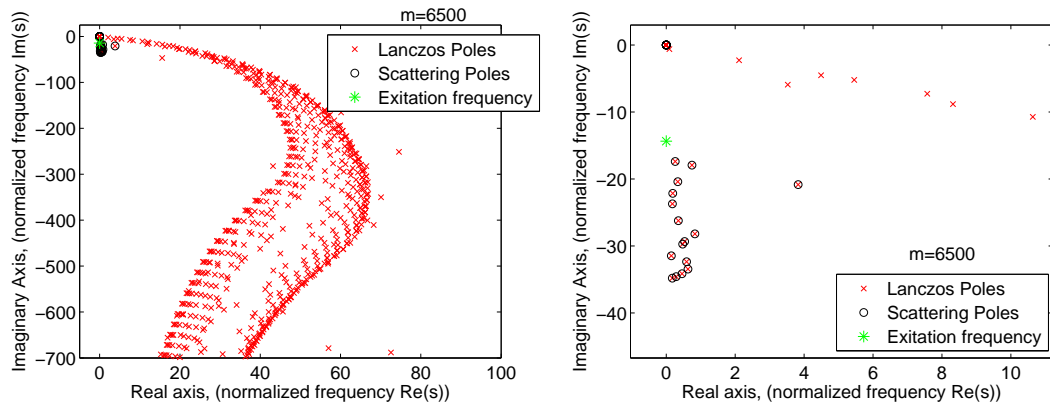 m=6500
0
−100
−200
−300
−400
−500
−600
−700
0 20 40 60 80 100
Imaginary Axis, (normalized frequency Im(s))
Real axis, (normalized frequency Re(s))
Lanczos Poles
Scattering Poles
Exitation frequency
0
−10
−20
−30
−40
0 2 4 6 8 10
Imaginary Axis, (normalized frequency Im(s))
Real axis, (normalized frequency Re(s))
m=6500
Lanczos Poles
Scattering Poles
Exitation frequency